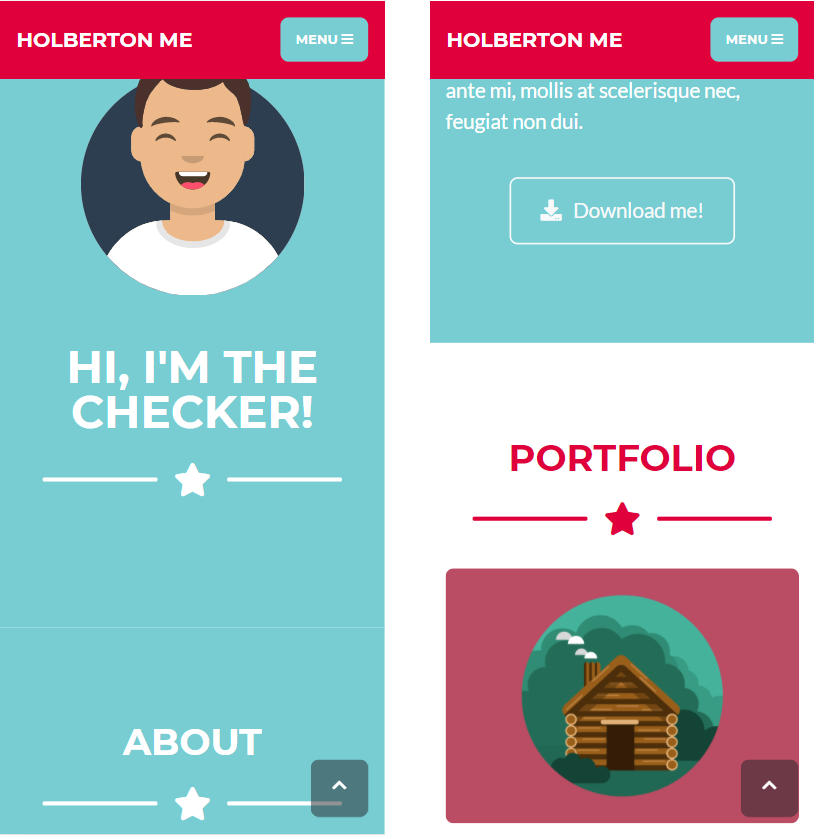 HOLBERTON ME
MENU
HI, I'M THE
CHECKER!
ABOUT
HOLBERTON ME
MENU
ante mi, mollis at scelerisque nec,
feugiat non dui.
Download me!
PORTFOLIO